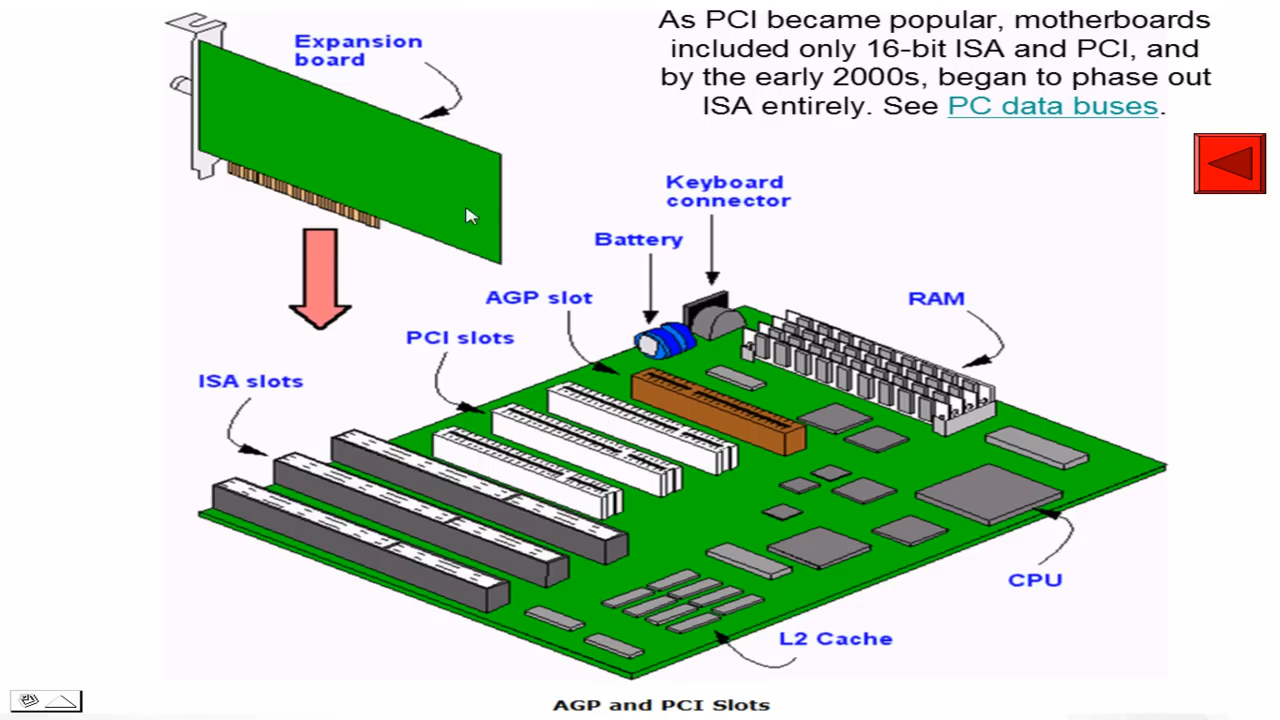 As PCI became popular, motherboards
included only 16-bit ISA and PCI, and
by the early 2000s, began to phase out
ISA entirely. See PC data buses.
Expansion
board
Keyboard
connector
Battery
AGP slot
RAM
PCI slots
ISA slots
CPU
L2 Cache
AGP and PCI Slots